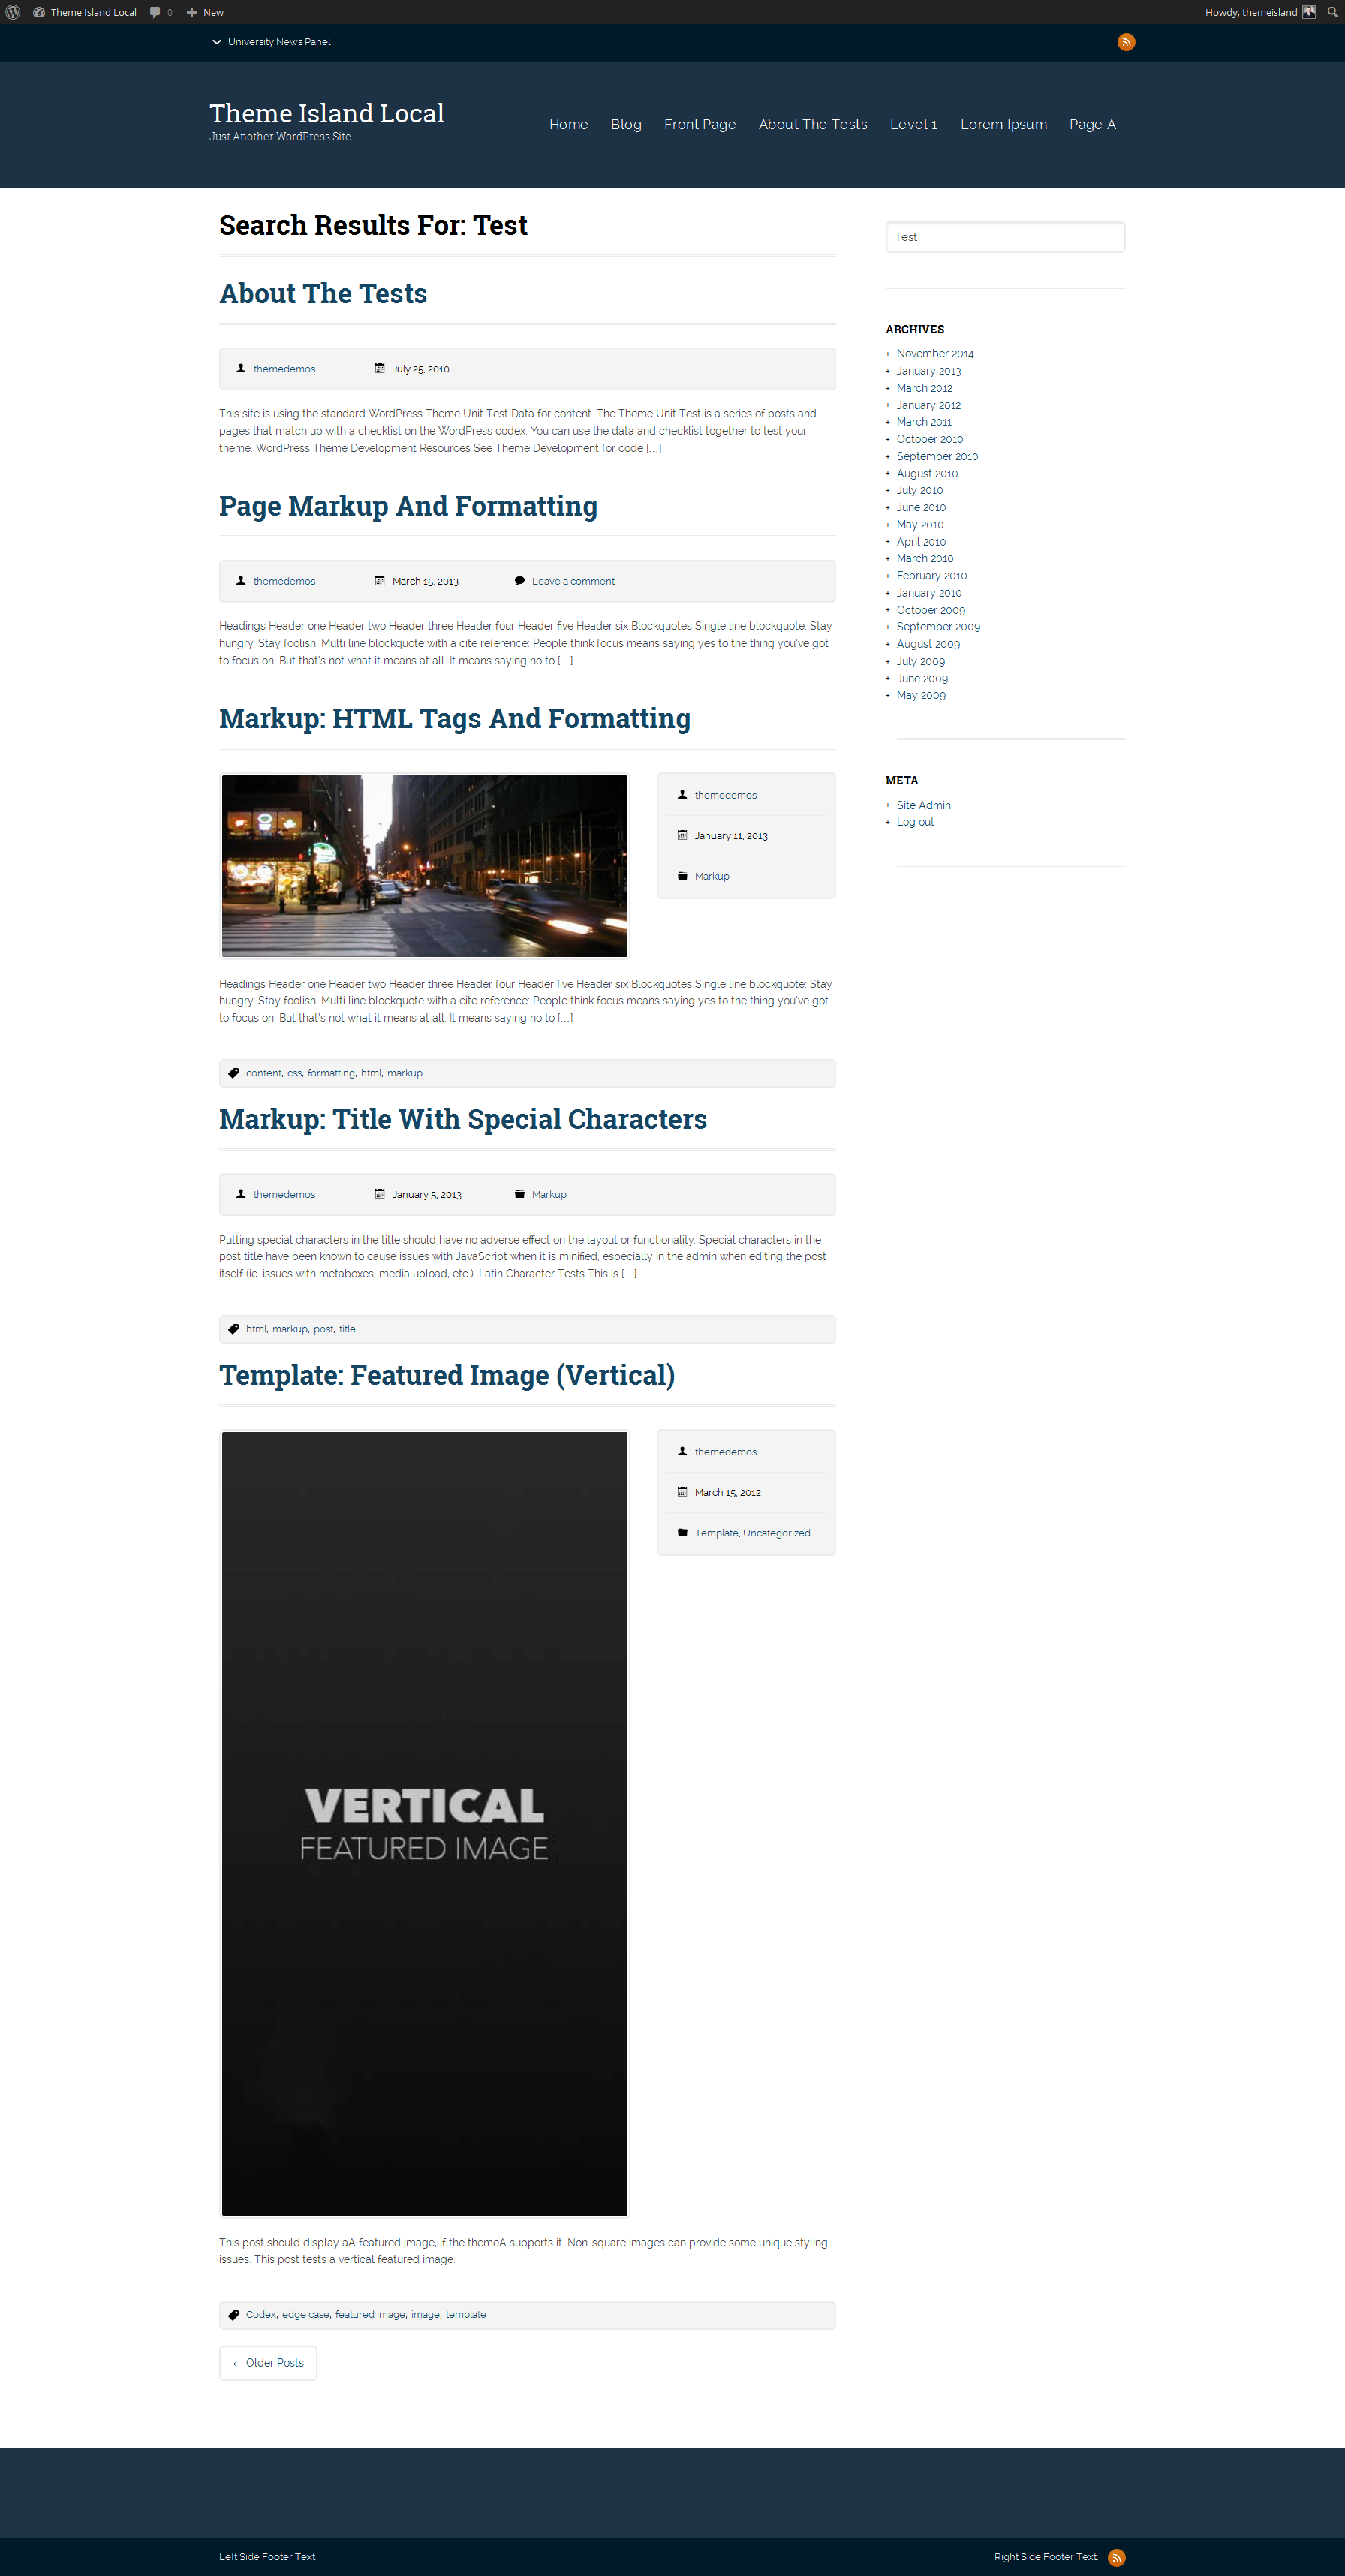 Theme Island Local 0 New Howdy, themeisland
University News Panel
Theme Island Local
Just Another WordPress Site
Home Blog Front Page About The Tests Level 1 Lorem Ipsum Page A
Search Results For: Test
About The Tests
themedemos July 25, 2010
This site is using the standard WordPress Theme Unit Test Data for content. The Theme Unit Test is a series of posts and
pages that match up with a checklist on the WordPress codex. You can use the data and checklist together to test your
theme. WordPress Theme Development Resources See Theme Development for code […]
Page Markup And Formatting
themedemos March 15, 2013 Leave a comment
Headings Header one Header two Header three Header four Header five Header six Blockquotes Single line blockquote: Stay
hungry. Stay foolish. Multi line blockquote with a cite reference: People think focus means saying yes to the thing you've got
to focus on. But that's not what it means at all. It means saying no to […]
Markup: HTML Tags And Formatting
themedemos
January 11, 2013
Markup
Headings Header one Header two Header three Header four Header five Header six Blockquotes Single line blockquote: Stay
hungry. Stay foolish. Multi line blockquote with a cite reference: People think focus means saying yes to the thing you've got
to focus on. But that's not what it means at all. It means saying no to […]
content, css, formatting, html, markup
Markup: Title With Special Characters
themedemos January 5, 2013 Markup
Putting special characters in the title should have no adverse effect on the layout or functionality. Special characters in the
post title have been known to cause issues with JavaScript when it is minified, especially in the admin when editing the post
itself (ie. issues with metaboxes, media upload, etc.). Latin Character Tests This is […]
html, markup, post, title
Template: Featured Image (Vertical)
themedemos
March 15, 2012
Template, Uncategorized
VERTICAL
FEATURED IMAGE
This post should display aÂ featured image, if the themeÂ supports it. Non-square images can provide some unique styling
issues. This post tests a vertical featured image.
Codex, edge case, featured image, image, template
← Older Posts
Test
ARCHIVES
November 2014
January 2013
March 2012
January 2012
March 2011
October 2010
September 2010
August 2010
July 2010
June 2010
May 2010
April 2010
March 2010
February 2010
January 2010
October 2009
September 2009
August 2009
July 2009
June 2009
May 2009
META
Site Admin
Log out
Left Side Footer Text Right Side Footer Text.